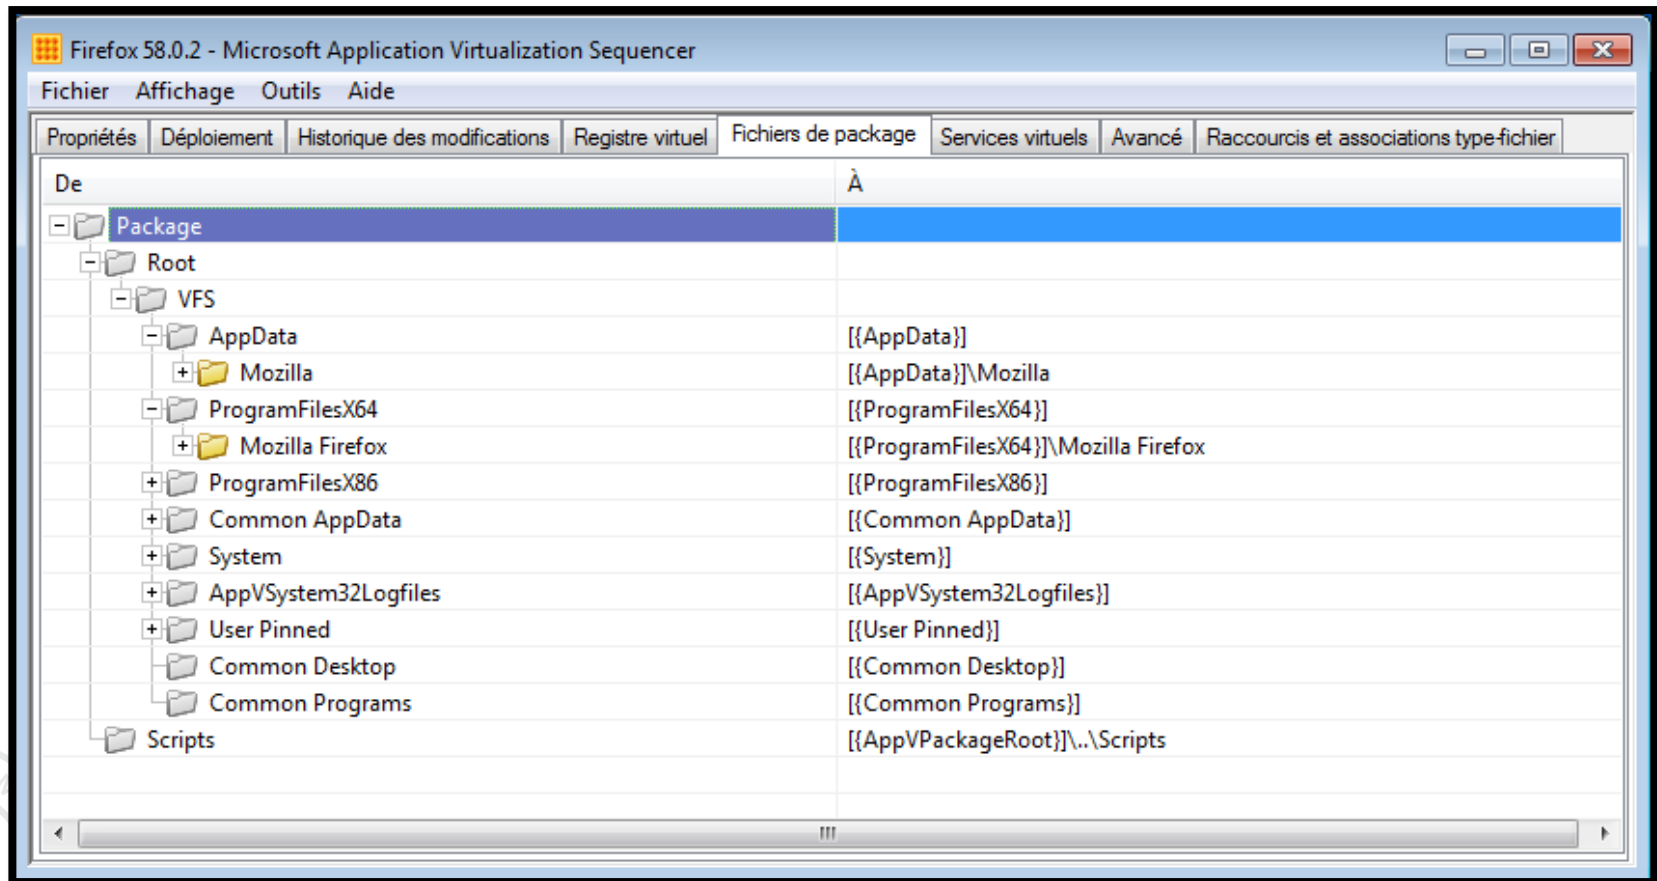 Firefox 58.0.2 - Microsoft Application Virtualization Sequencer
Fichier Affichage Outils Aide
Propriétés Déploiement Historique des modifications Registre virtuel Fichiers de package Services virtuels Avancé Raccourcis et associations type-fichier
De À
Package
Root
VFS
AppData [{AppData}]
Mozilla [{AppData}]\Mozilla
ProgramFilesX64 [{ProgramFilesX64}]
Mozilla Firefox [{ProgramFilesX64}]\Mozilla Firefox
ProgramFilesX86 [{ProgramFilesX86}]
Common AppData [{Common AppData}]
System [{System}]
AppVSystem32Logfiles [{AppVSystem32Logfiles}]
User Pinned [{User Pinned}]
Common Desktop [{Common Desktop}]
Common Programs [{Common Programs}]
Scripts [{AppVPackageRoot}]\..\Scripts